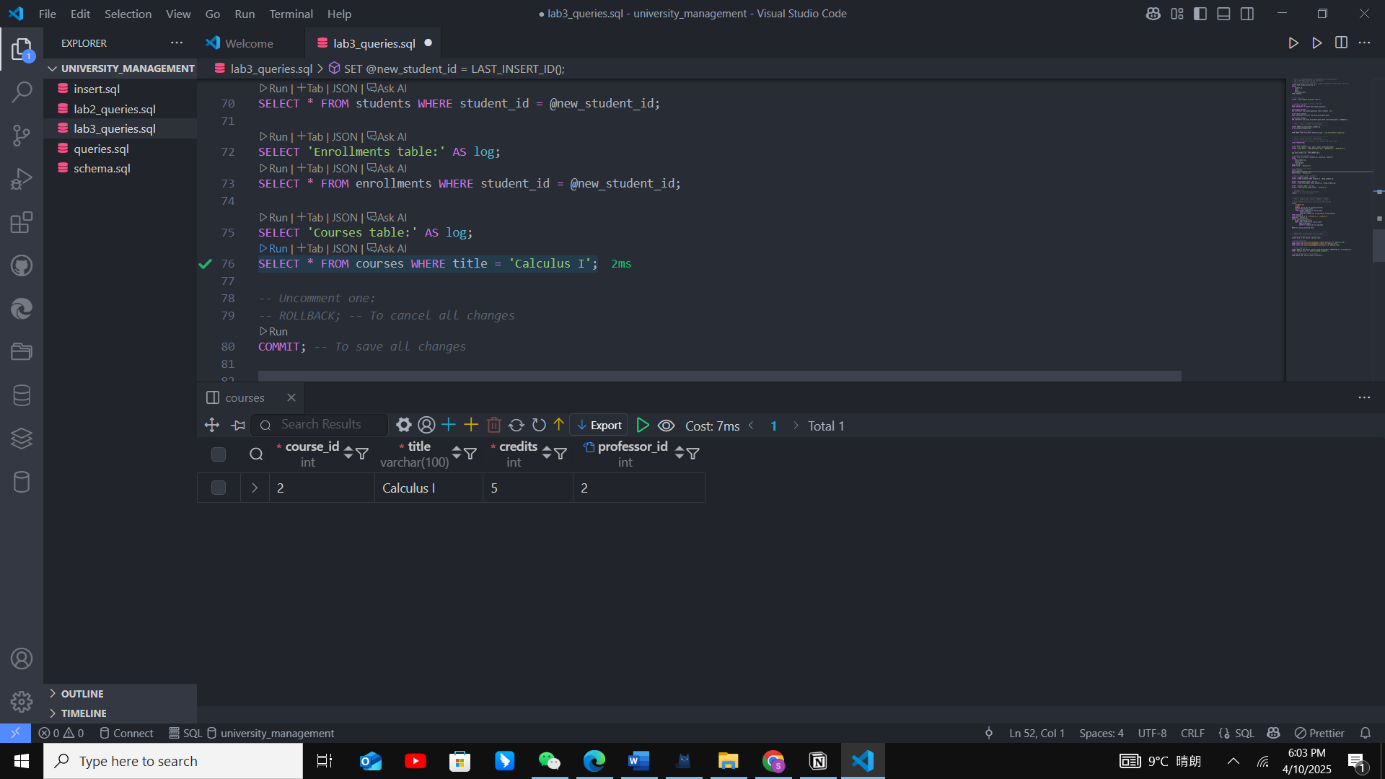 File Edit Selection View Go Run Terminal Help
● lab3_queries.sql - university_management - Visual Studio Code
EXPLORER
Welcome
lab3_queries.sql
UNIVERSITY_MANAGEMENT
lab3_queries.sql > SET @new_student_id = LAST_INSERT_ID();
insert.sql
lab2_queries.sql
lab3_queries.sql
queries.sql
schema.sql
Run | Tab | JSON | Ask AI
70 SELECT * FROM students WHERE student_id = @new_student_id;
71
Run | Tab | JSON | Ask AI
72 SELECT 'Enrollments table:' AS log;
Run | Tab | JSON | Ask AI
73 SELECT * FROM enrollments WHERE student_id = @new_student_id;
74
Run | Tab | JSON | Ask AI
75 SELECT 'Courses table:' AS log;
Run | Tab | JSON | Ask AI
76 SELECT * FROM courses WHERE title = 'Calculus I'; 2ms
77
78 -- Uncomment one:
79 -- ROLLBACK; -- To cancel all changes
Run
80 COMMIT; -- To save all changes
81
82
courses
Search Results
Export
Cost: 7ms
1
Total 1
* course_id * title * credits professor_id
int varchar(100) int int
2 Calculus I 5 2
OUTLINE
TIMELINE
0 0 Connect SQL university_management
Ln 52, Col 1 Spaces: 4 UTF-8 CRLF {} SQL Prettier
Type here to search
9°C 晴朗
6:03 PM
4/10/2025
1